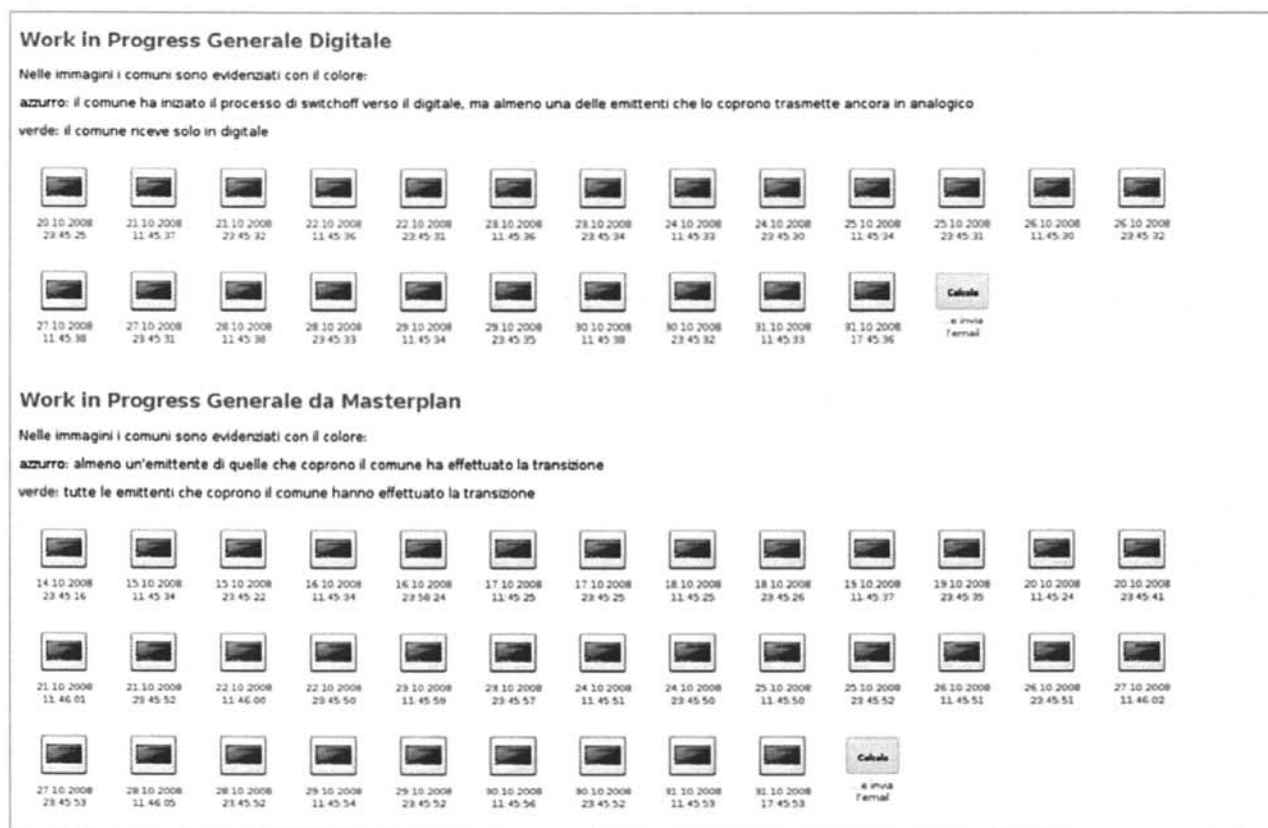 Work in Progress Generale Digitale
Nelle immagini i comuni sono evidenziati con il colore:
azzurro: il comune ha iniziato il processo di switchoff verso il digitale, ma almeno una delle emittenti che lo coprono trasmette ancora in analogico
verde: il comune riceve solo in digitale
20.10.2008 21.10.2008 21.10.2008 22.10.2008 22.10.2008 23.10.2008 23.10.2008 24.10.2008 24.10.2008 25.10.2008 25.10.2008 26.10.2008 26.10.2008
23:45:25 11:45:37 23:45:32 11:45:36 23:45:31 11:45:36 23:45:34 11:45:33 23:45:30 11:45:34 23:45:31 11:45:30 23:45:32
Calcola
27.10.2008 27.10.2008 28.10.2008 28.10.2008 29.10.2008 29.10.2008 30.10.2008 30.10.2008 31.10.2008 31.10.2008 ...e invia
11:45:38 23:45:31 11:45:38 23:45:33 11:45:34 23:45:35 11:45:38 23:45:32 11:45:33 17:45:36 l'email
Work in Progress Generale da Masterplan
Nelle immagini i comuni sono evidenziati con il colore:
azzurro: almeno un'emittente di quelle che coprono il comune ha effettuato la transizione
verde: tutte le emittenti che coprono il comune hanno effettuato la transizione
14.10.2008 15.10.2008 15.10.2008 16.10.2008 16.10.2008 17.10.2008 17.10.2008 18.10.2008 18.10.2008 19.10.2008 19.10.2008 20.10.2008 20.10.2008
23:45:16 11:45:34 23:45:22 11:45:34 23:58:24 11:45:25 23:45:25 11:45:25 23:45:26 11:45:37 23:45:35 11:45:24 23:45:41
21.10.2008 21.10.2008 22.10.2008 22.10.2008 23.10.2008 23.10.2008 24.10.2008 24.10.2008 25.10.2008 25.10.2008 26.10.2008 26.10.2008 27.10.2008
11:46:01 23:45:52 11:46:00 23:45:50 11:45:59 23:45:57 11:45:51 23:45:50 11:45:50 23:45:52 11:45:51 23:45:51 11:46:02
Calcola
27.10.2008 28.10.2008 28.10.2008 29.10.2008 29.10.2008 30.10.2008 30.10.2008 31.10.2008 31.10.2008 ...e invia
23:45:53 11:46:05 23:45:52 11:45:54 23:45:52 11:45:56 23:45:52 11:45:53 17:45:53 l'email